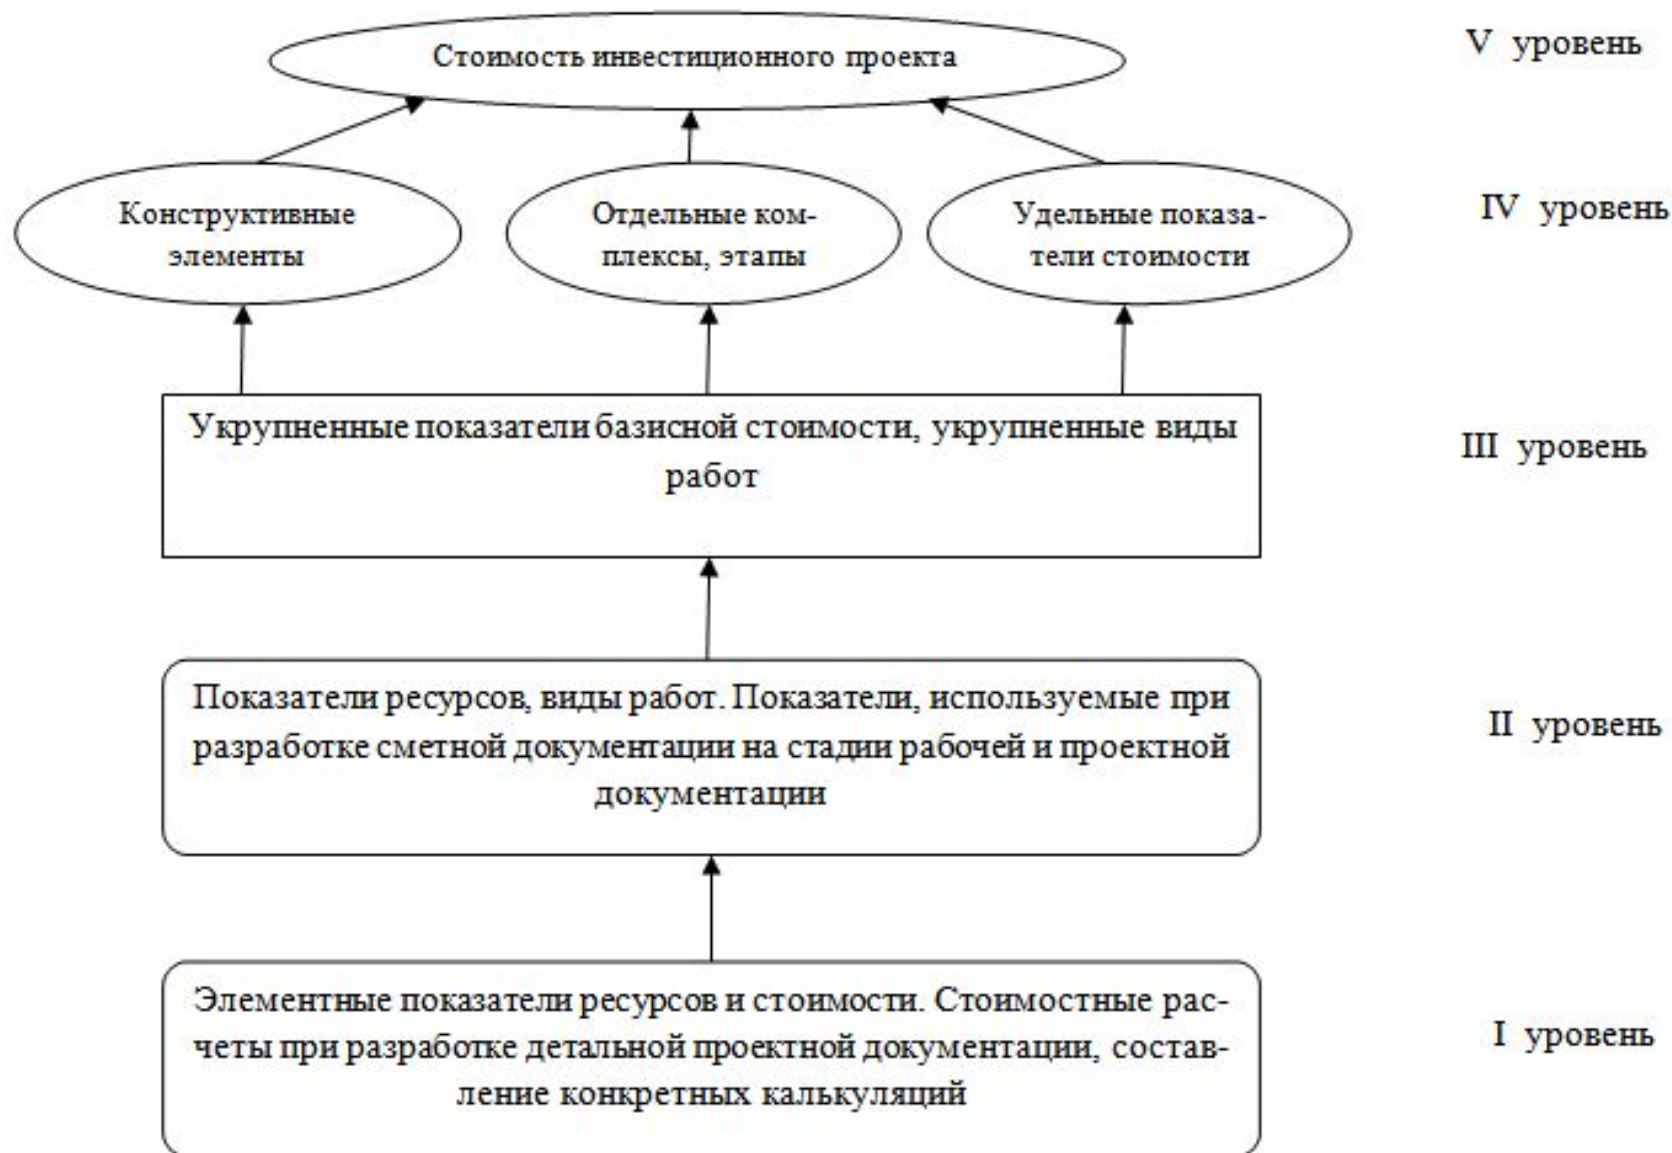 Стоимость инвестиционного проекта
V уровень
Конструктивные
элементы
Отдельные ком-
плексы, этапы
Удельные показа-
тели стоимости
IV уровень
Укрупненные показатели базисной стоимости, укрупненные виды
работ
III уровень
Показатели ресурсов, виды работ. Показатели, используемые при
разработке сметной документации на стадии рабочей и проектной
документации
II уровень
Элементные показатели ресурсов и стоимости. Стоимостные рас-
четы при разработке детальной проектной документации, состав-
ление конкретных калькуляций
I уровень